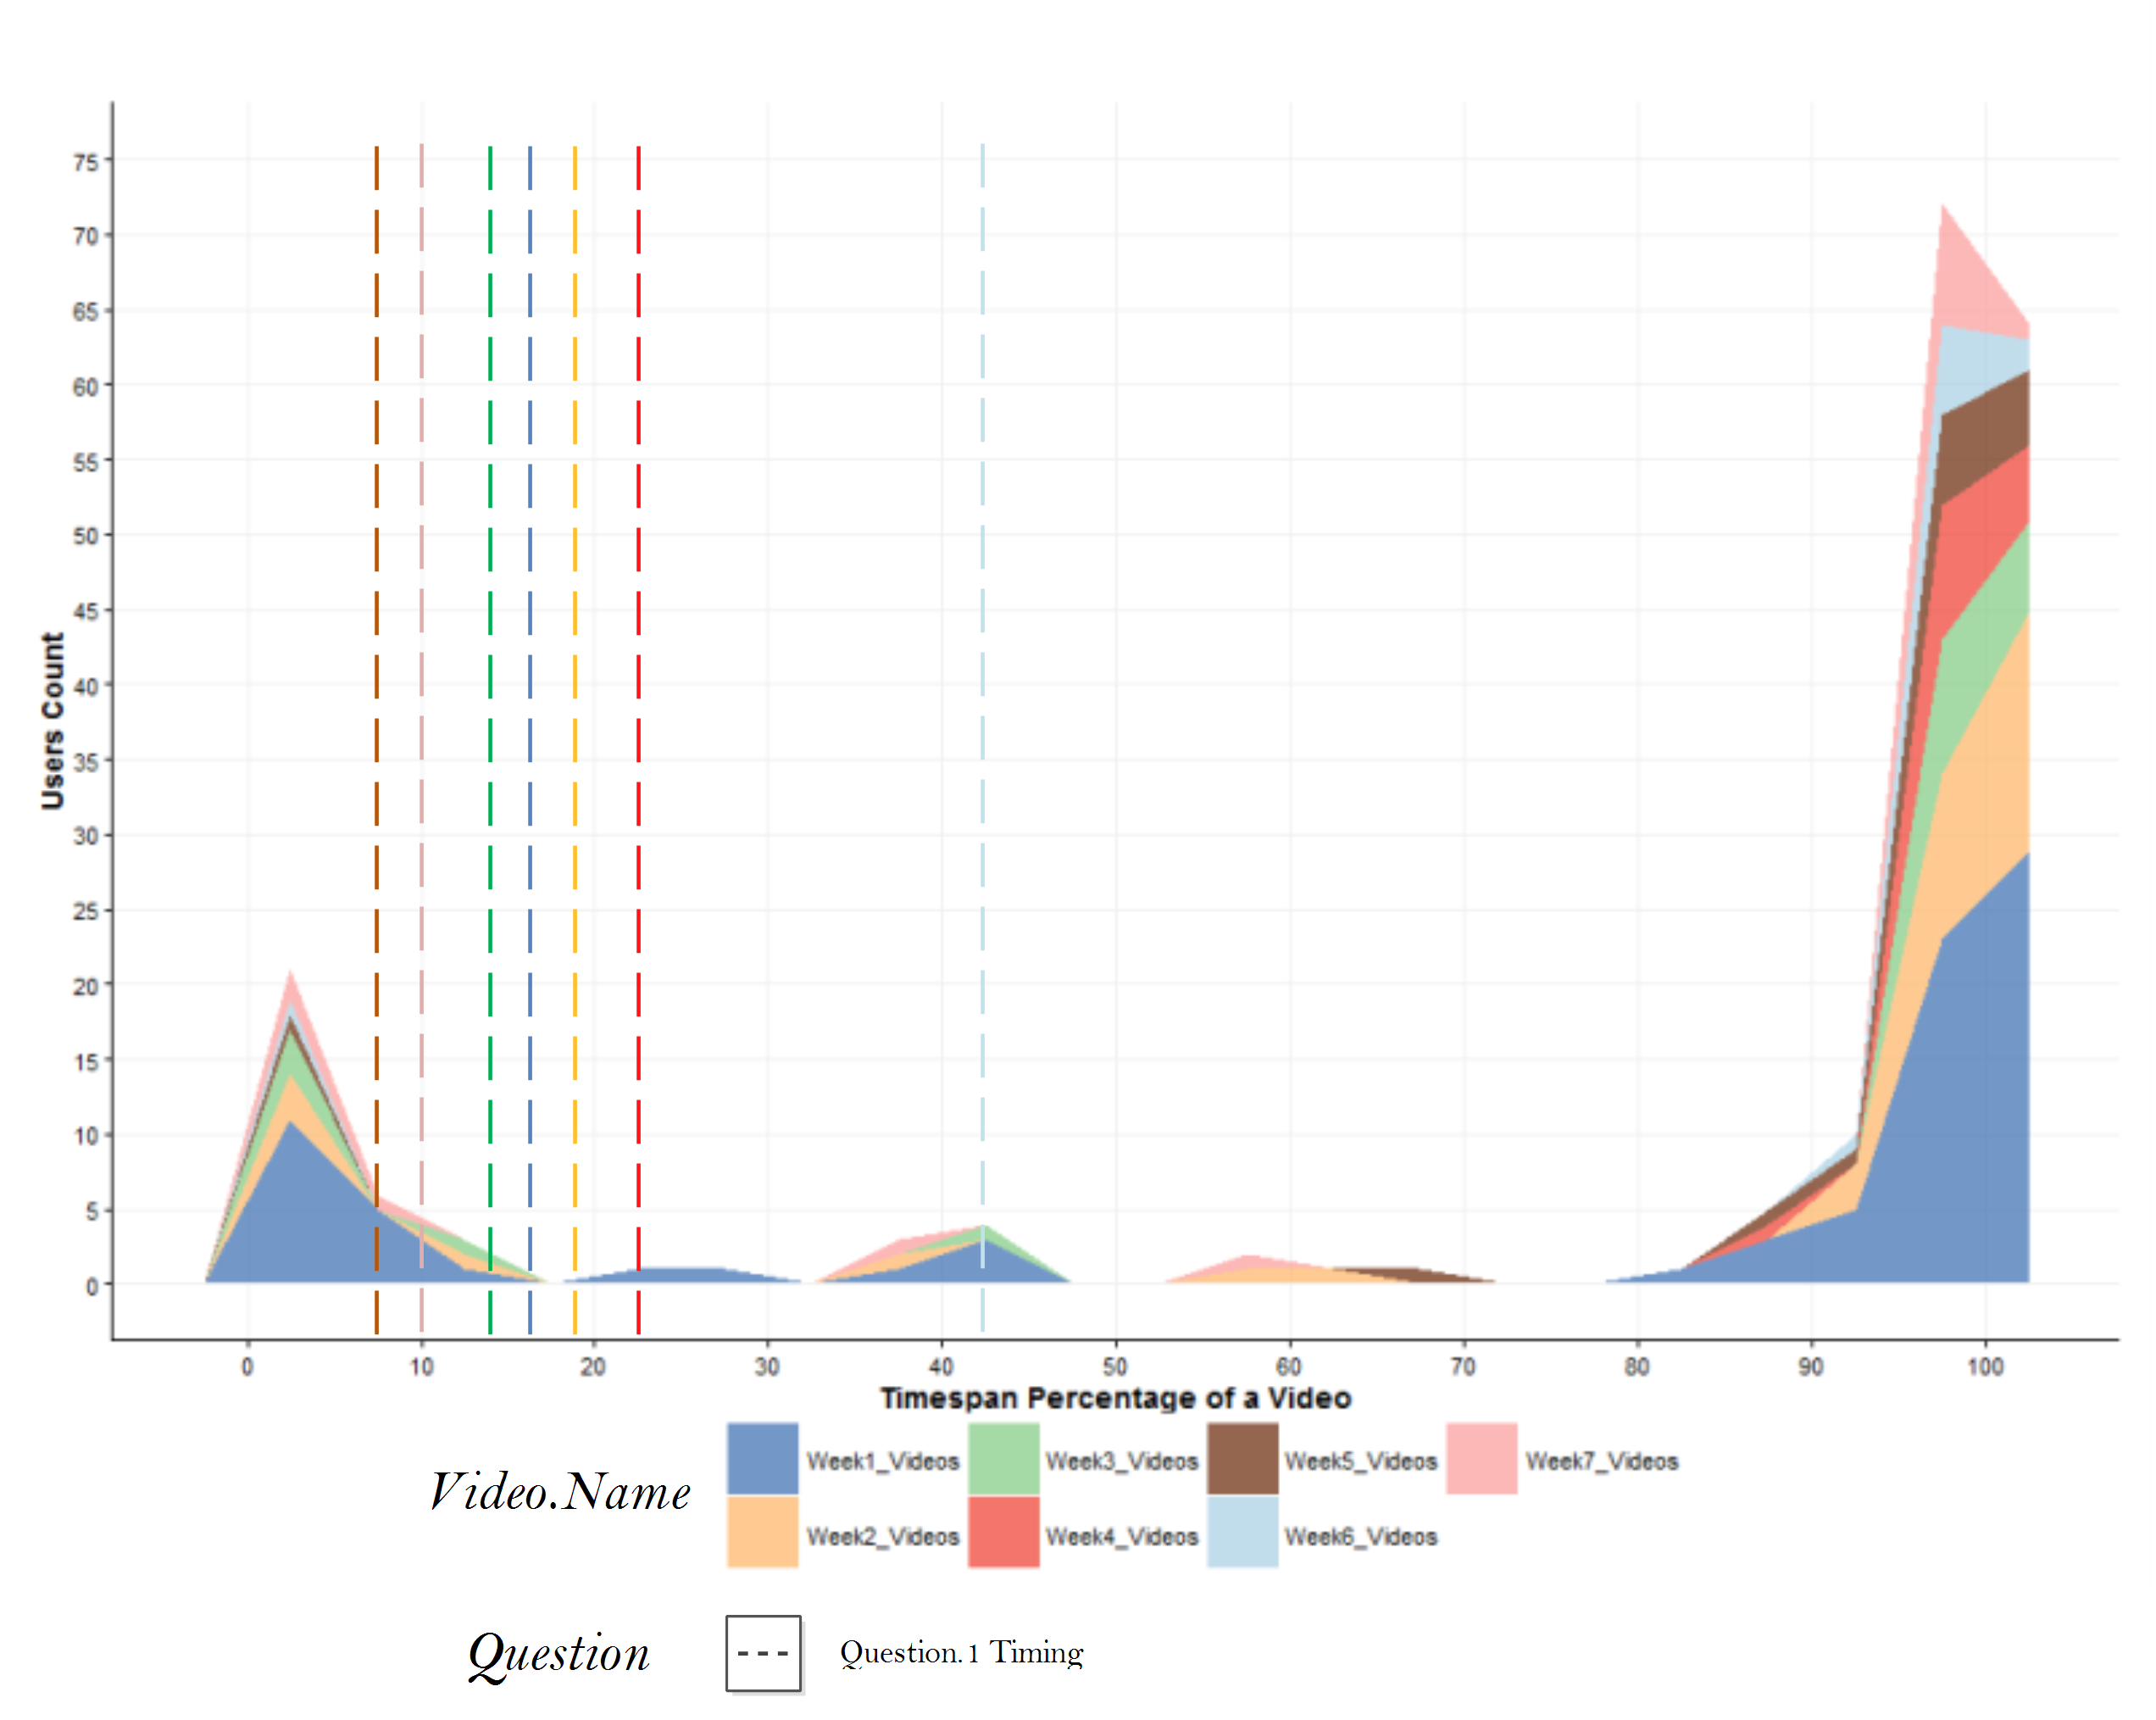 75
70
65
60
55
50
45
40
35
30
25
20
15
10
5
0
Users Count
0 10 20 30 40 50 60 70 80 90 100
Timespan Percentage of a Video
Video.Name
Week1_Videos Week3_Videos Week5_Videos Week7_Videos
Week2_Videos Week4_Videos Week6_Videos
Question Question.1 Timing